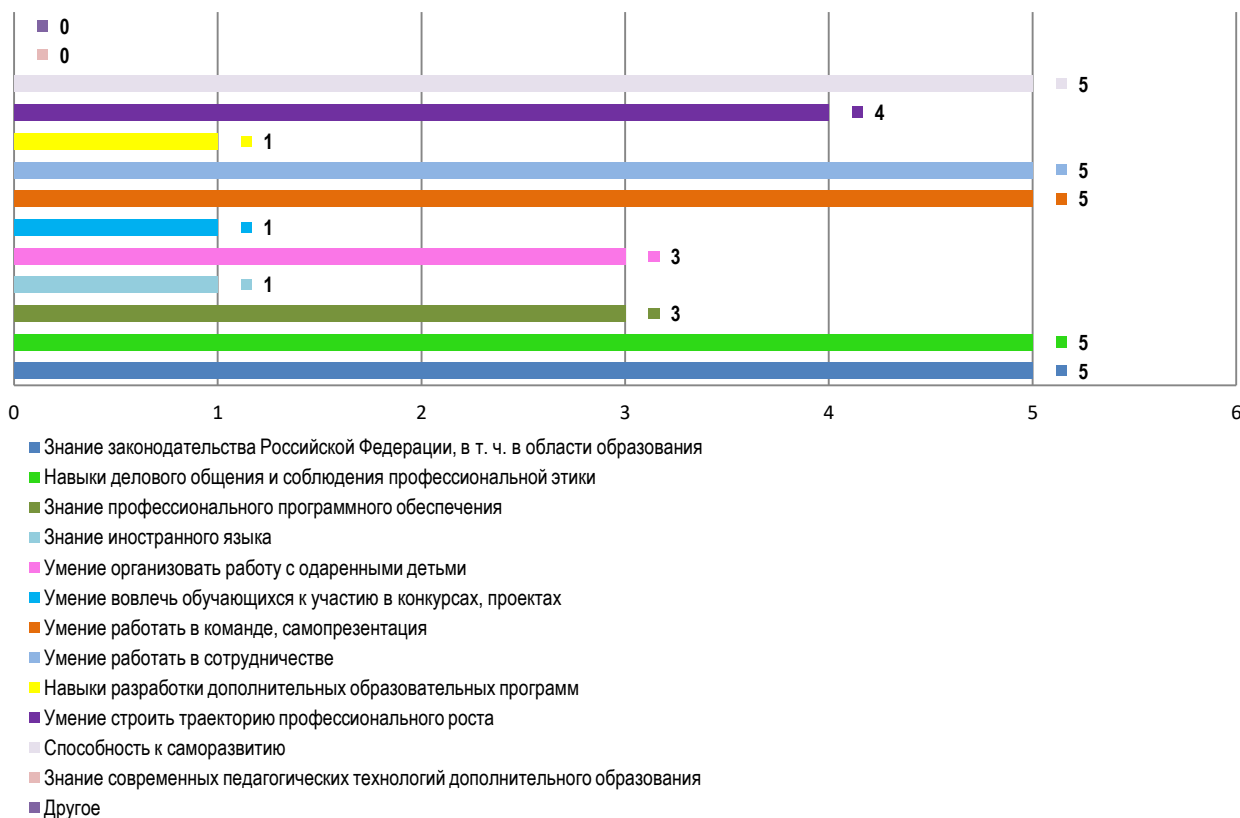 0
0
5
4
1
5
5
1
3
1
3
5
5
0 1 2 3 4 5 6
Знание законодательства Российской Федерации, в т. ч. в области образования
Навыки делового общения и соблюдения профессиональной этики
Знание профессионального программного обеспечения
Знание иностранного языка
Умение организовать работу с одаренными детьми
Умение вовлечь обучающихся к участию в конкурсах, проектах
Умение работать в команде, самопрезентация
Умение работать в сотрудничестве
Навыки разработки дополнительных образовательных программ
Умение строить траекторию профессионального роста
Способность к саморазвитию
Знание современных педагогических технологий дополнительного образования
Другое